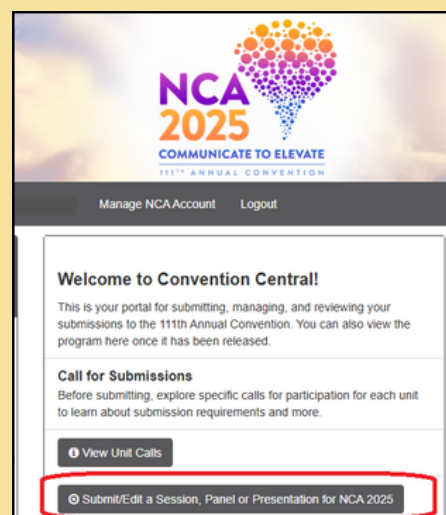 NCA
2025
COMMUNICATE TO ELEVATE
111TH ANNUAL CONVENTION
Manage NCA Account Logout
Welcome to Convention Central!
This is your portal for submitting, managing, and reviewing your
submissions to the 111th Annual Convention. You can also view the
program here once it has been released.
Call for Submissions
Before submitting, explore specific calls for participation for each unit
to learn about submission requirements and more.
View Unit Calls
Submit/Edit a Session, Panel or Presentation for NCA 2025